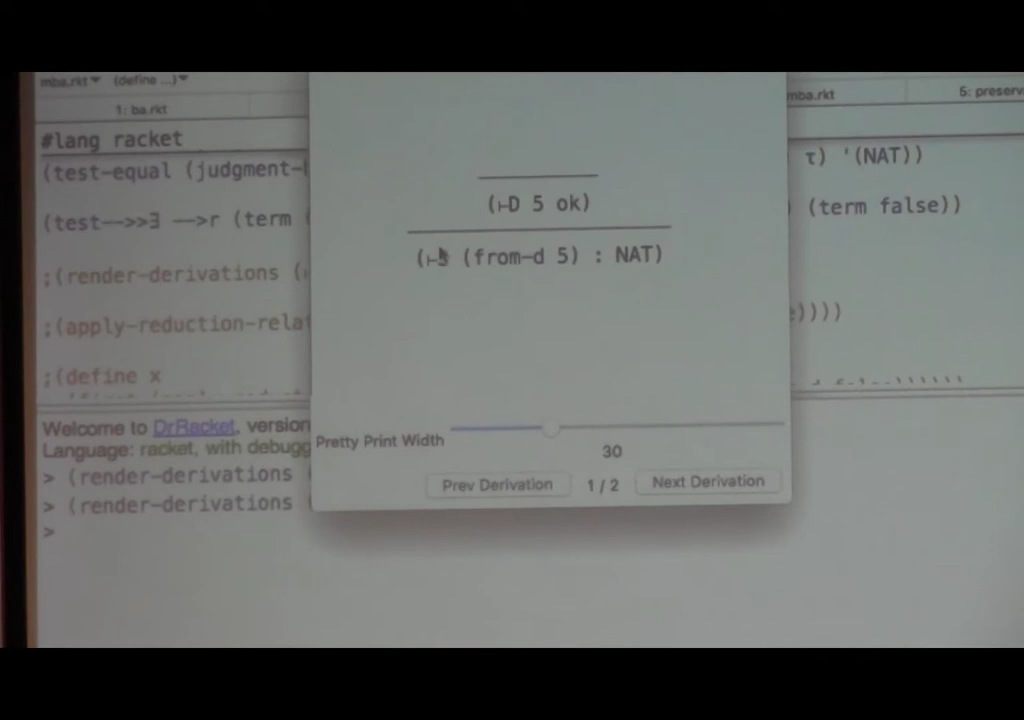 mba.rkt (define ...)
1: ba.rkt
mba.rkt
5: preserv
#lang racket
(test-equal (judgment-
τ) '(NAT))
(test-->>∃ -->r (term
(term false))
;(render-derivations (
;(apply-reduction-rela
))))
;(define x
(⊢D 5 ok)
(⊢ (from-d 5) : NAT)
Pretty Print Width
30
Prev Derivation
1 / 2
Next Derivation
Welcome to DrRacket, version
Language: racket, with debugg
> (render-derivations
> (render-derivations
>